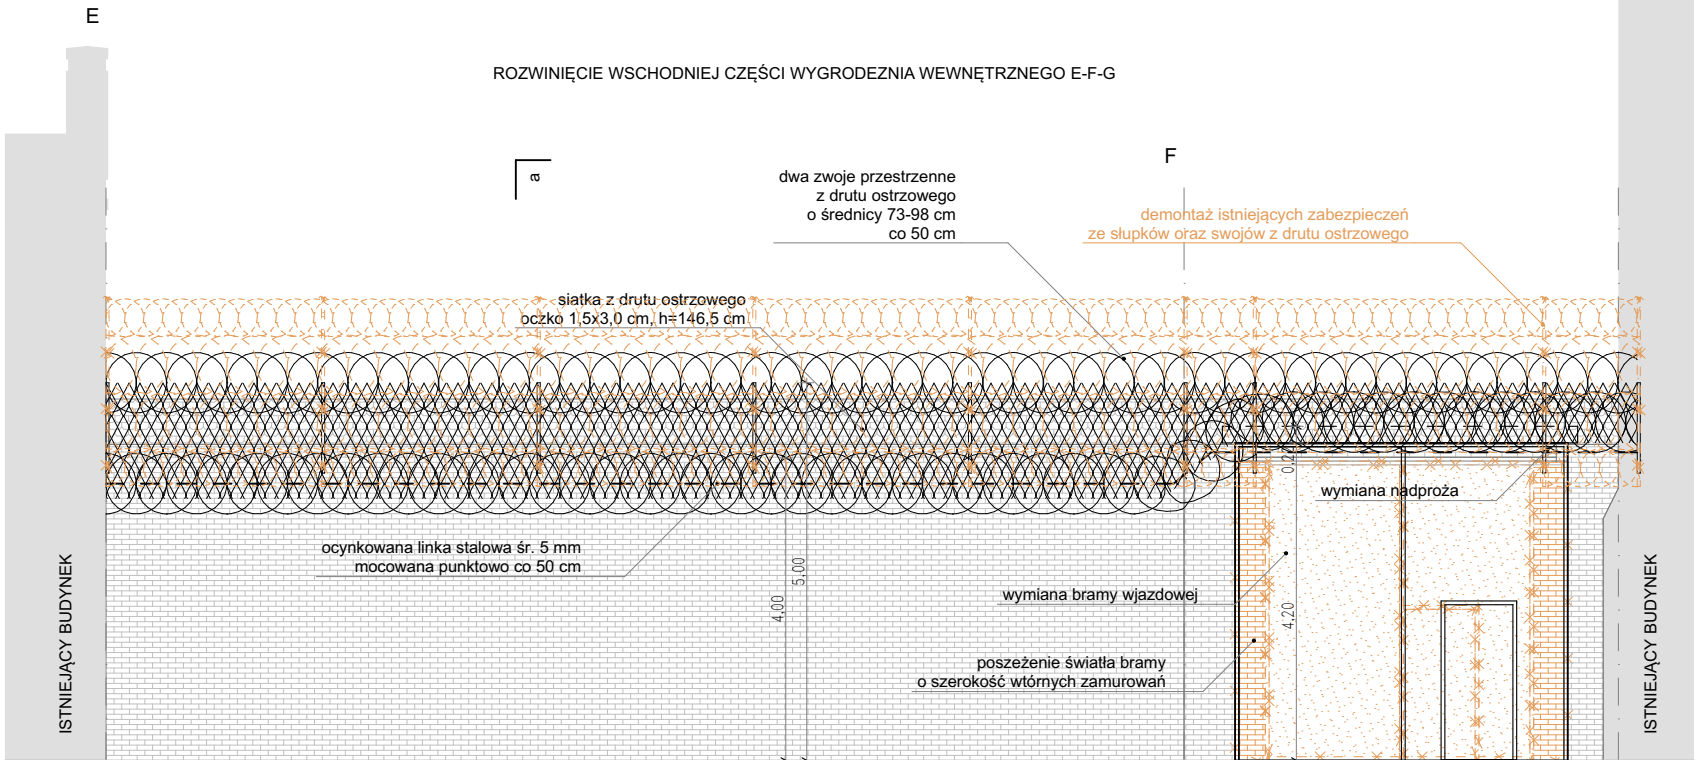 E
ROZWINIĘCIE WSCHODNIEJ CZĘŚCI WYGRODEZNIA WEWNĘTRZNEGO E-F-G
a
F
dwa zwoje przestrzenne
z drutu ostrzowego
o średnicy 73-98 cm
co 50 cm
demontaż istniejących zabezpieczeń
ze słupków oraz swojów z drutu ostrzowego
siatka z drutu ostrzowego
oczko 1,5x3,0 cm, h=146,5 cm
wymiana nadproża
ocynkowana linka stalowa śr. 5 mm
mocowana punktowo co 50 cm
4.00
5.00
wymiana bramy wjazdowej
4.20
poszeżenie światła bramy
o szerokość wtórnych zamurowań
ISTNIEJĄCY BUDYNEK
ISTNIEJĄCY BUDYNEK